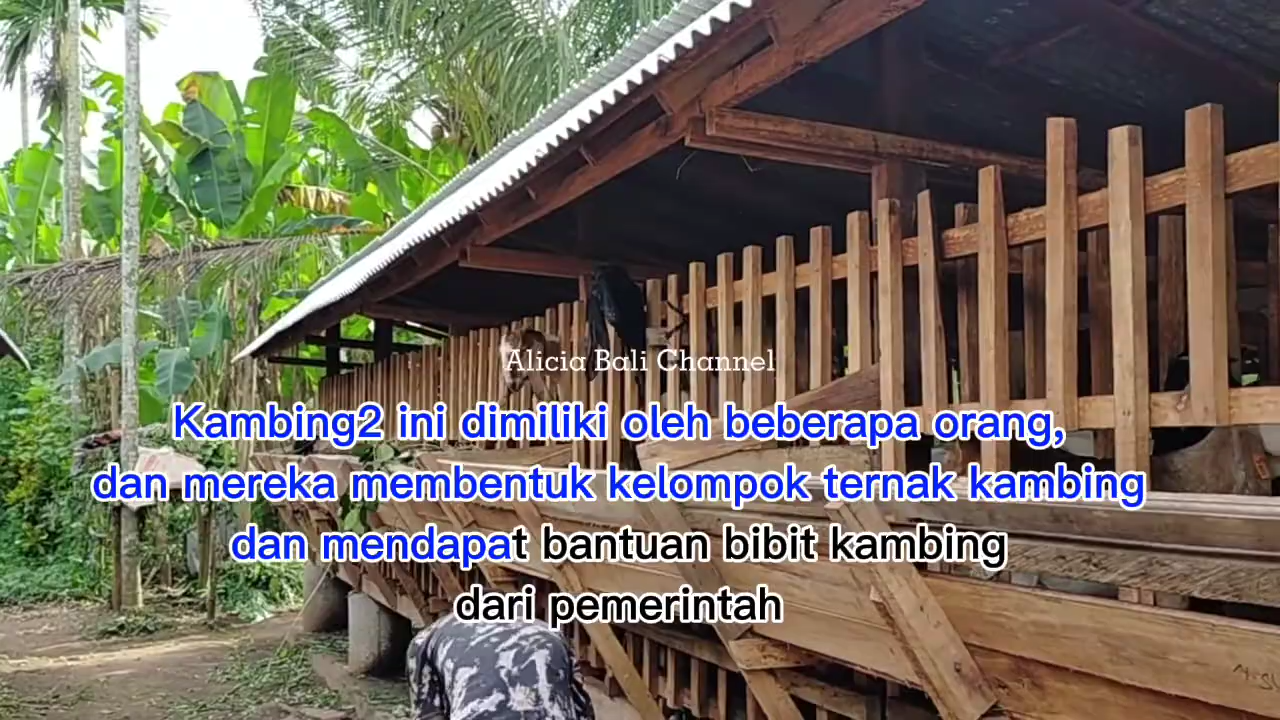 Alicia Bali Channel
Kambing2 ini dimiliki oleh beberapa orang,
dan mereka membentuk kelompok ternak kambing
dan mendapat bantuan bibit kambing
dari pemerintah